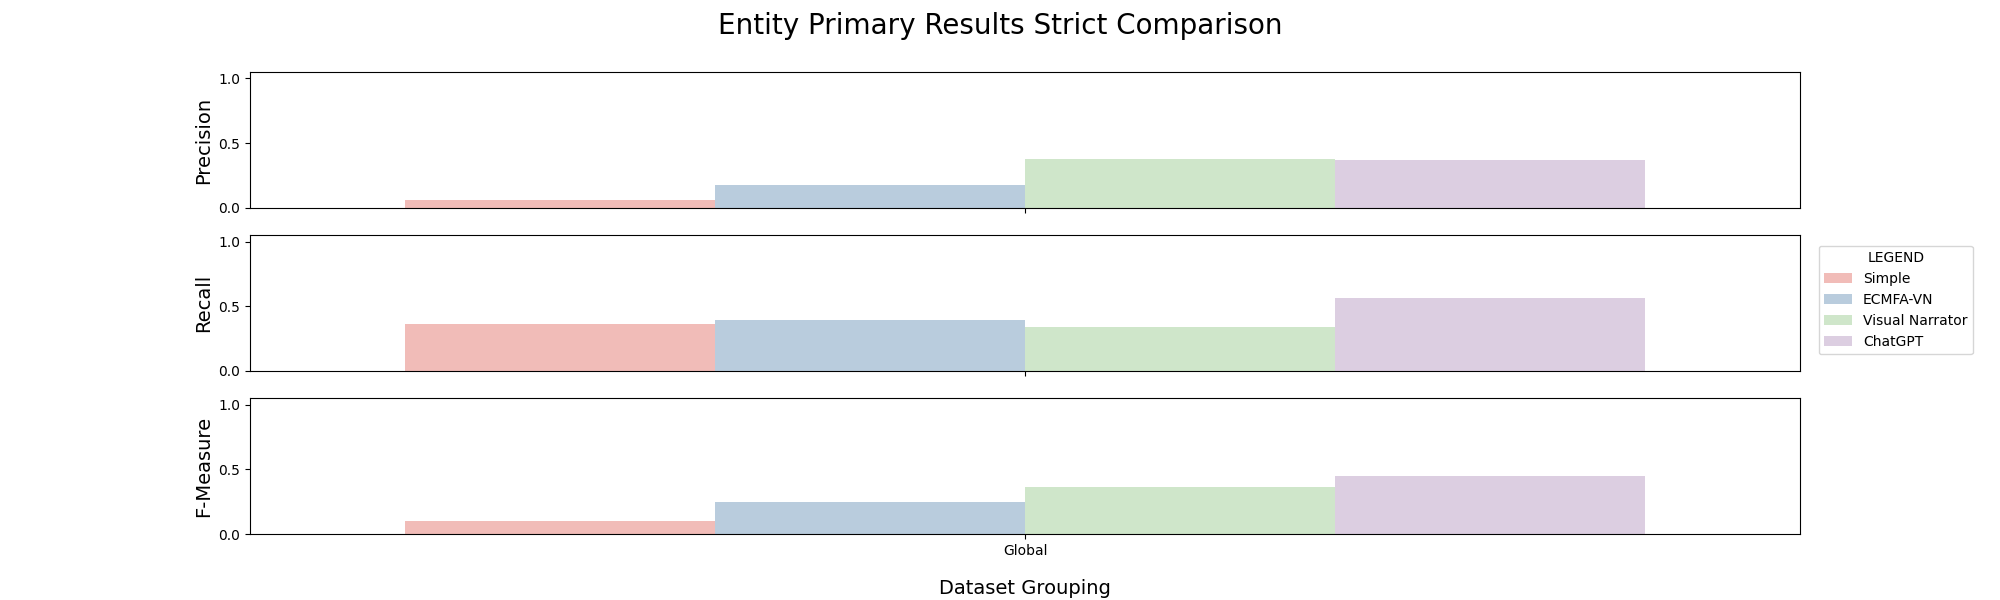 Entity Primary Results Strict Comparison
Precision
1.0
0.5
0.0
Recall
1.0
0.5
0.0
LEGEND
Simple
ECMFA-VN
Visual Narrator
ChatGPT
F-Measure
1.0
0.5
0.0
Global
Dataset Grouping